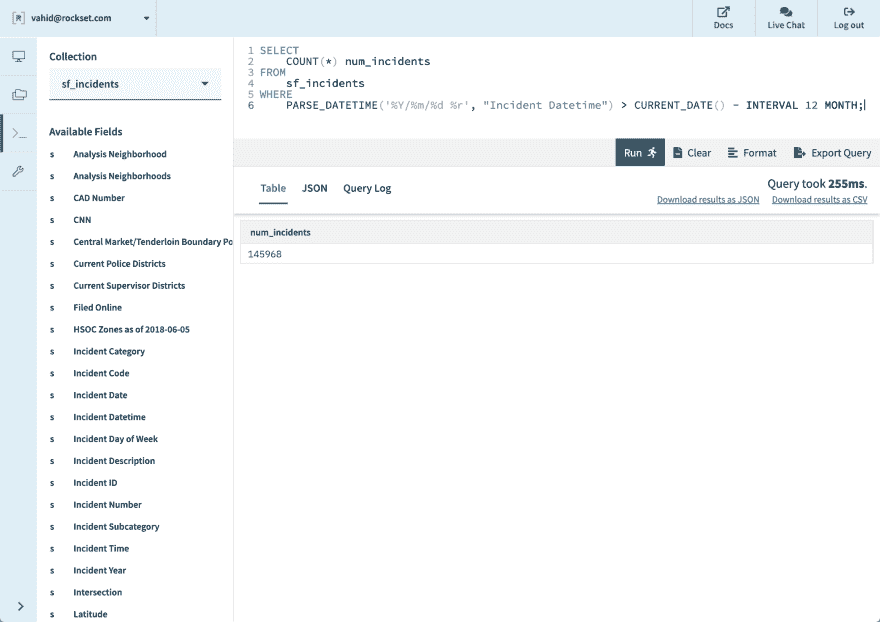 [R] vahid@rockset.com
Docs
Live Chat
Log out
Collection
sf_incidents
Available Fields
s Analysis Neighborhood
s Analysis Neighborhoods
s CAD Number
s CNN
s Central Market/Tenderloin Boundary Po
s Current Police Districts
s Current Supervisor Districts
s Filed Online
s HSOC Zones as of 2018-06-05
s Incident Category
s Incident Code
s Incident Date
s Incident Datetime
s Incident Day of Week
s Incident Description
s Incident ID
s Incident Number
s Incident Subcategory
s Incident Time
s Incident Year
s Intersection
s Latitude
1 SELECT
2 COUNT(*) num_incidents
3 FROM
4 sf_incidents
5 WHERE
6 PARSE_DATETIME('%Y/%m/%d %r', "Incident Datetime") > CURRENT_DATE() - INTERVAL 12 MONTH;
Run Clear Format Export Query
Table JSON Query Log
Query took 255ms.
Download results as JSON Download results as CSV
num_incidents
145968